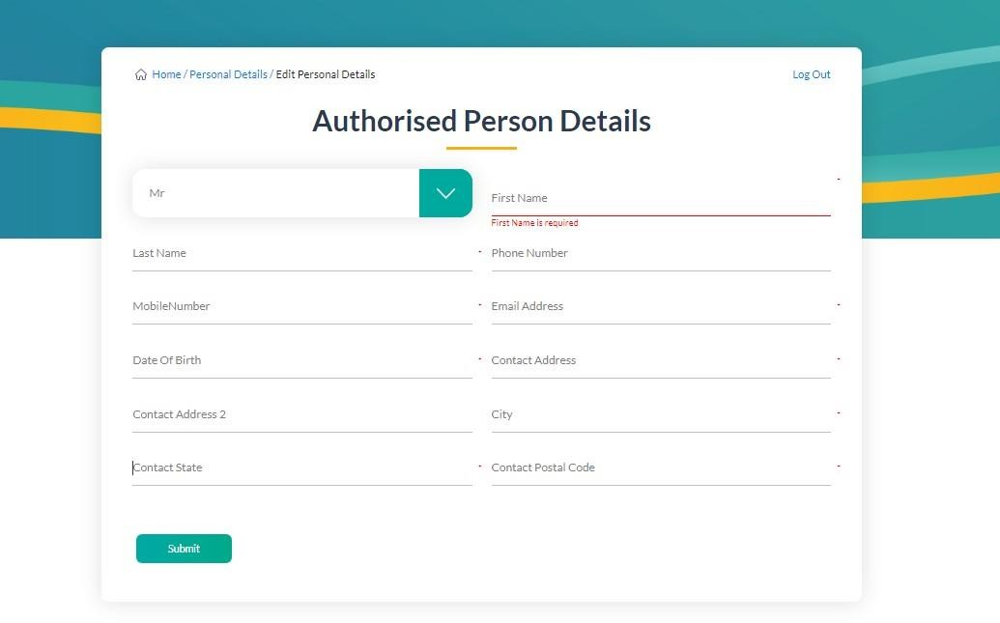 Home / Personal Details / Edit Personal Details
Log Out
Authorised Person Details
Mr
First Name
First Name is required
Last Name
Phone Number
MobileNumber
Email Address
Date Of Birth
Contact Address
Contact Address 2
City
Contact State
Contact Postal Code
Submit